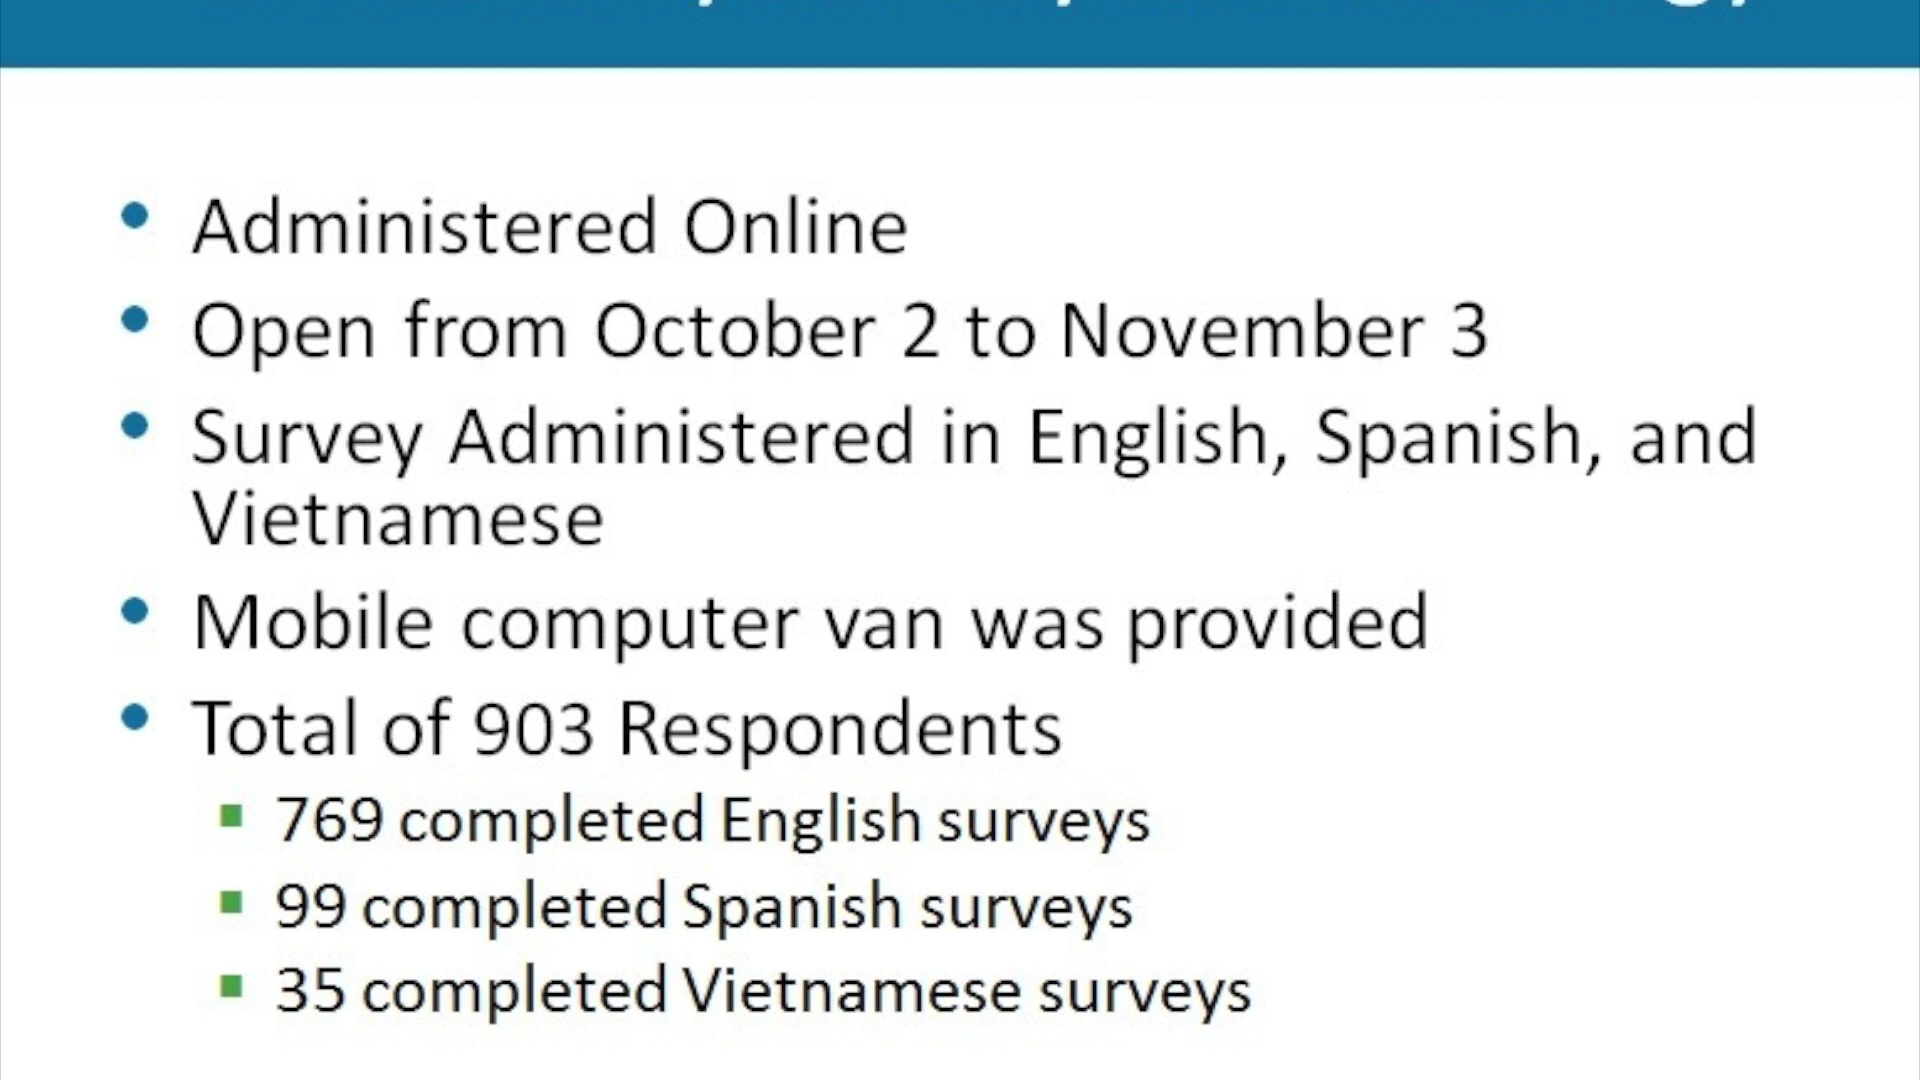 Administered Online
Open from October 2 to November 3
Survey Administered in English, Spanish, and
Vietnamese
Mobile computer van was provided
Total of 903 Respondents
769 completed English surveys
99 completed Spanish surveys
35 completed Vietnamese surveys